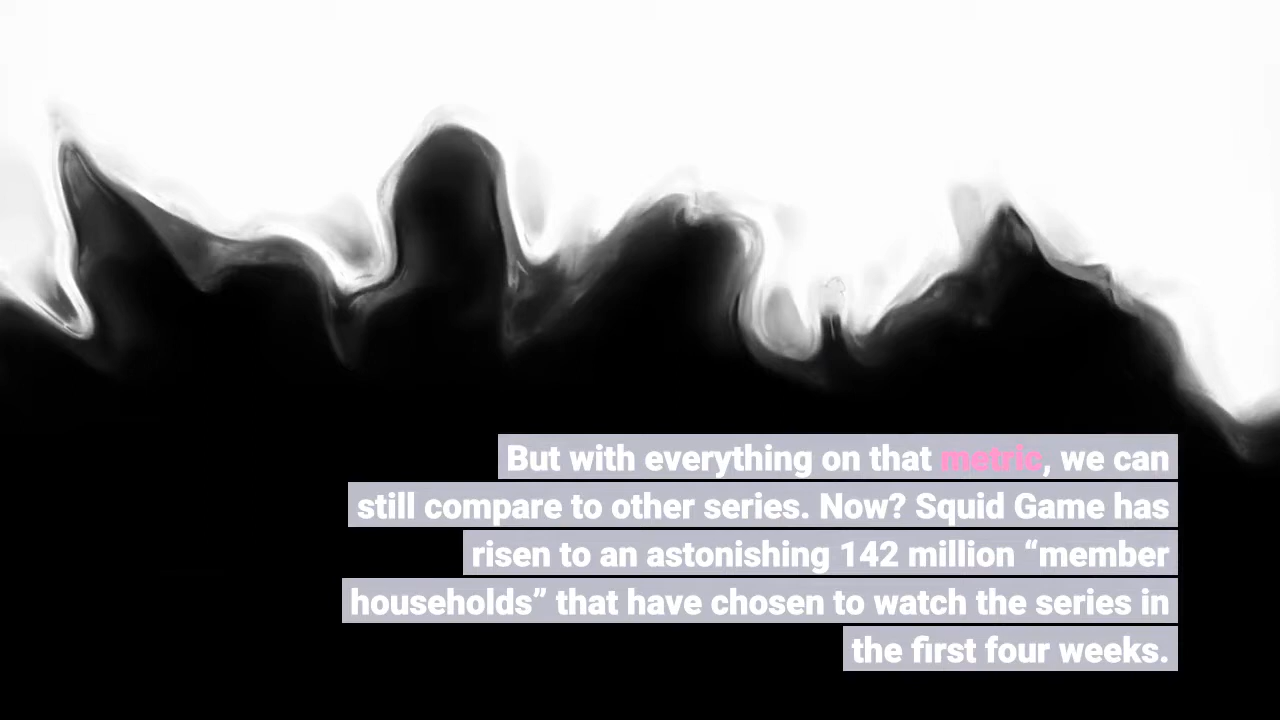 But with everything on that metric, we can
still compare to other series. Now? Squid Game has
risen to an astonishing 142 million “member
households” that have chosen to watch the series in
the first four weeks.